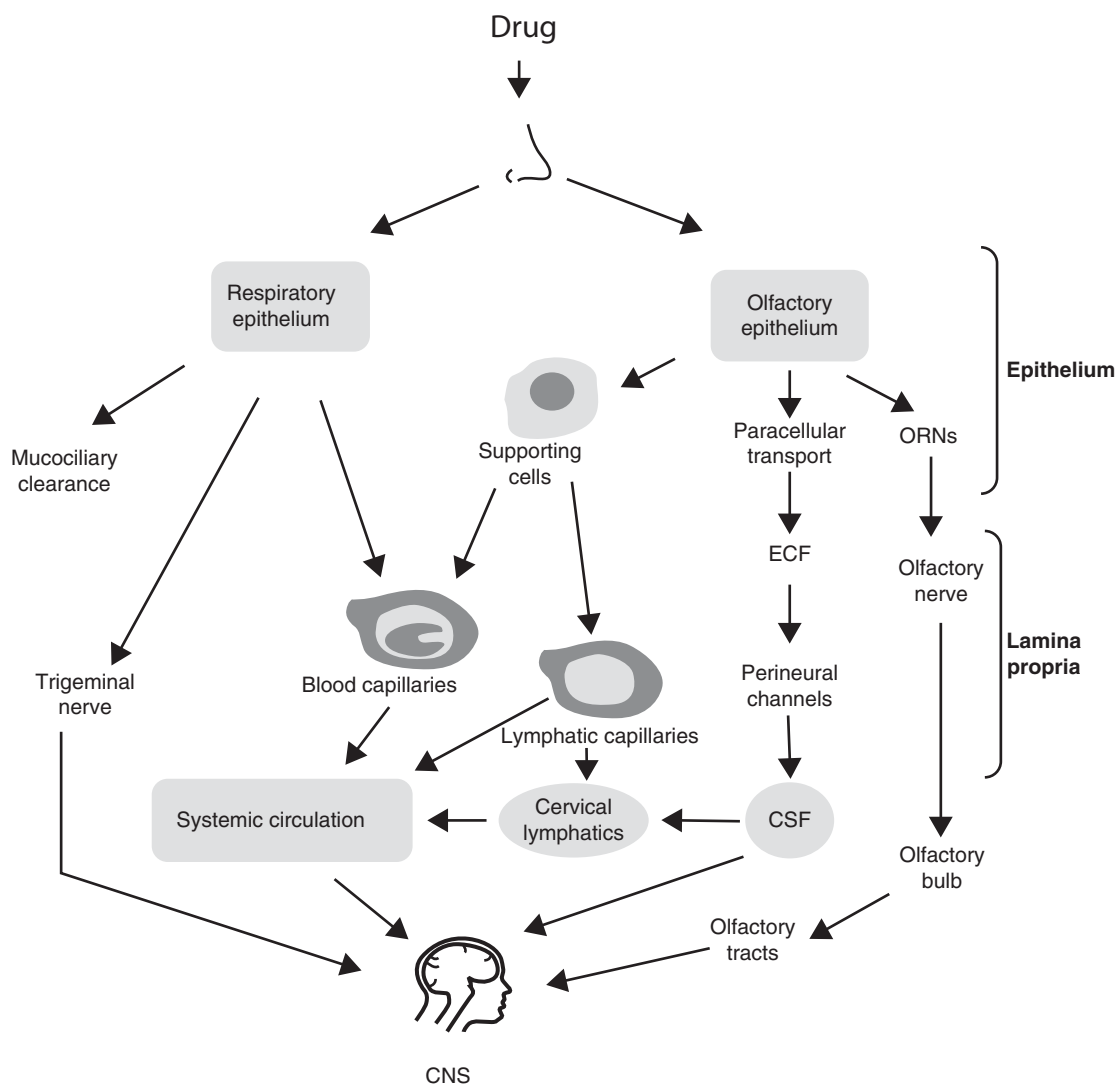 Drug
Respiratory
epithelium
Olfactory
epithelium
Epithelium
Supporting
cells
Paracellular
transport
ORNs
Mucociliary
clearance
ECF
Olfactory
nerve
Lamina
propria
Trigeminal
nerve
Blood capillaries
Perineural
channels
Lymphatic capillaries
Systemic circulation
Cervical
lymphatics
CSF
Olfactory
bulb
Olfactory
tracts
CNS